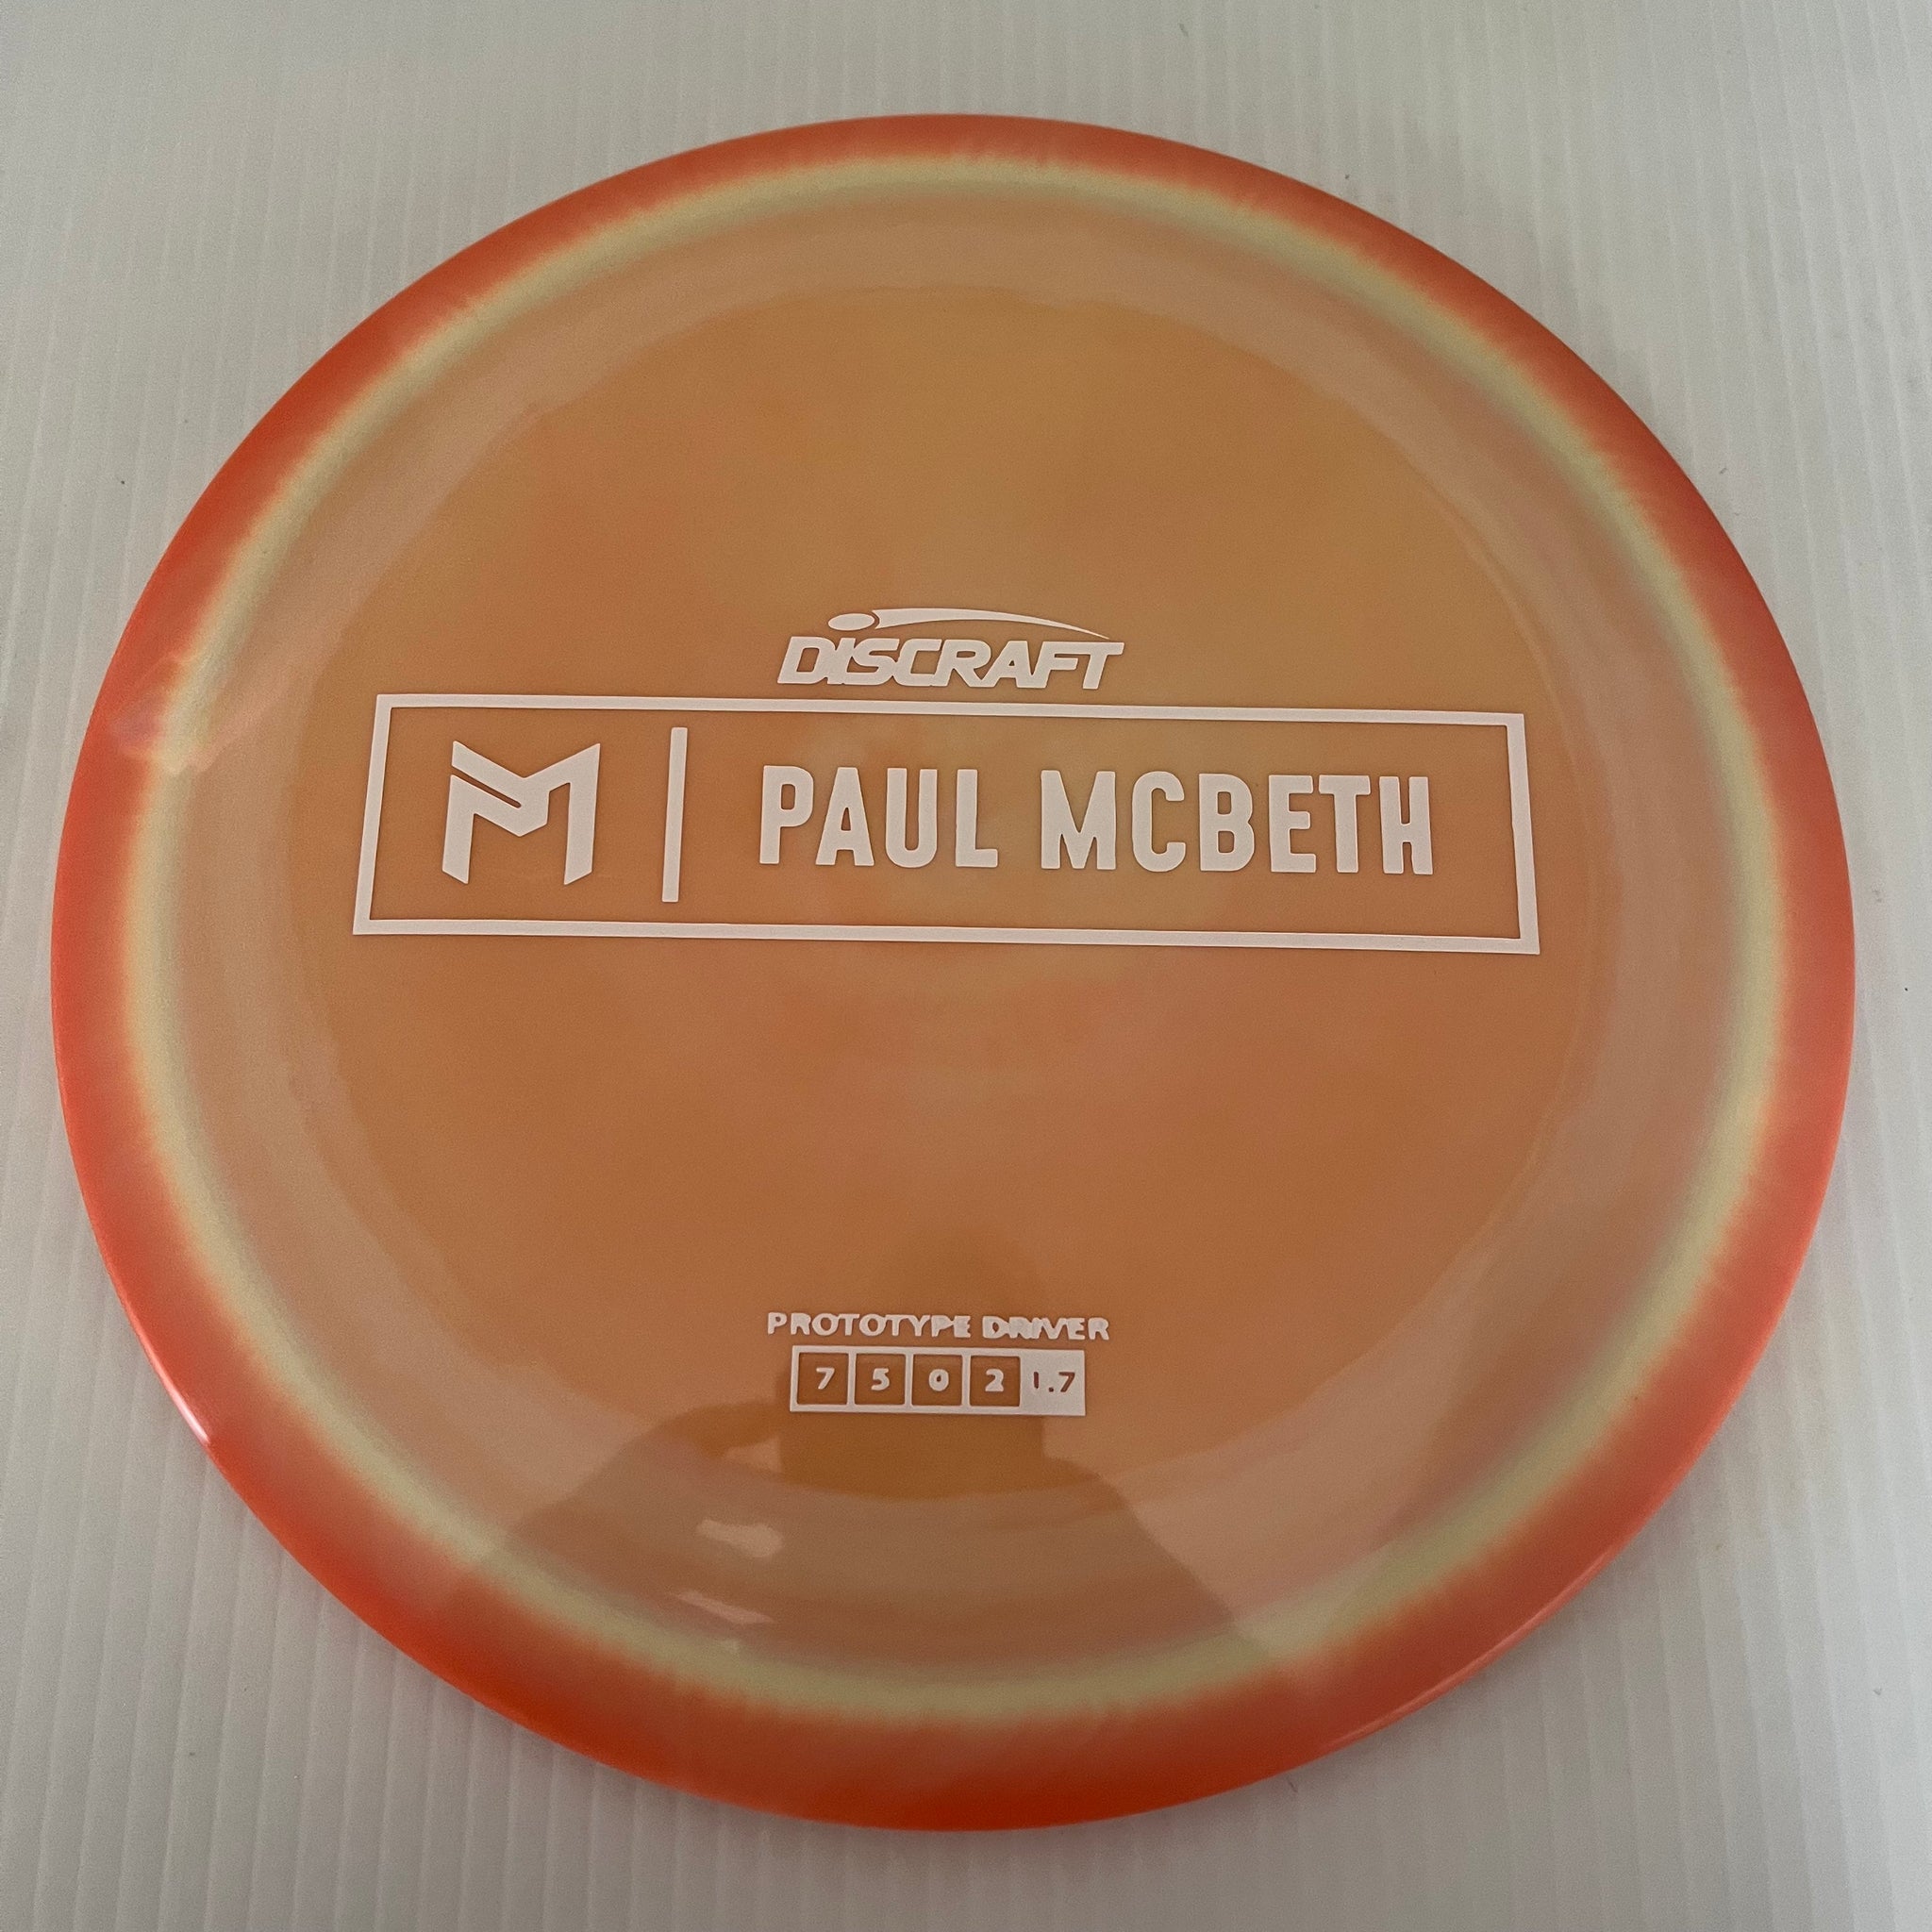 DISCRAFT
M | PAUL MCBETH
PROTOTYPE DRIVER
7 5 0 2 1.7